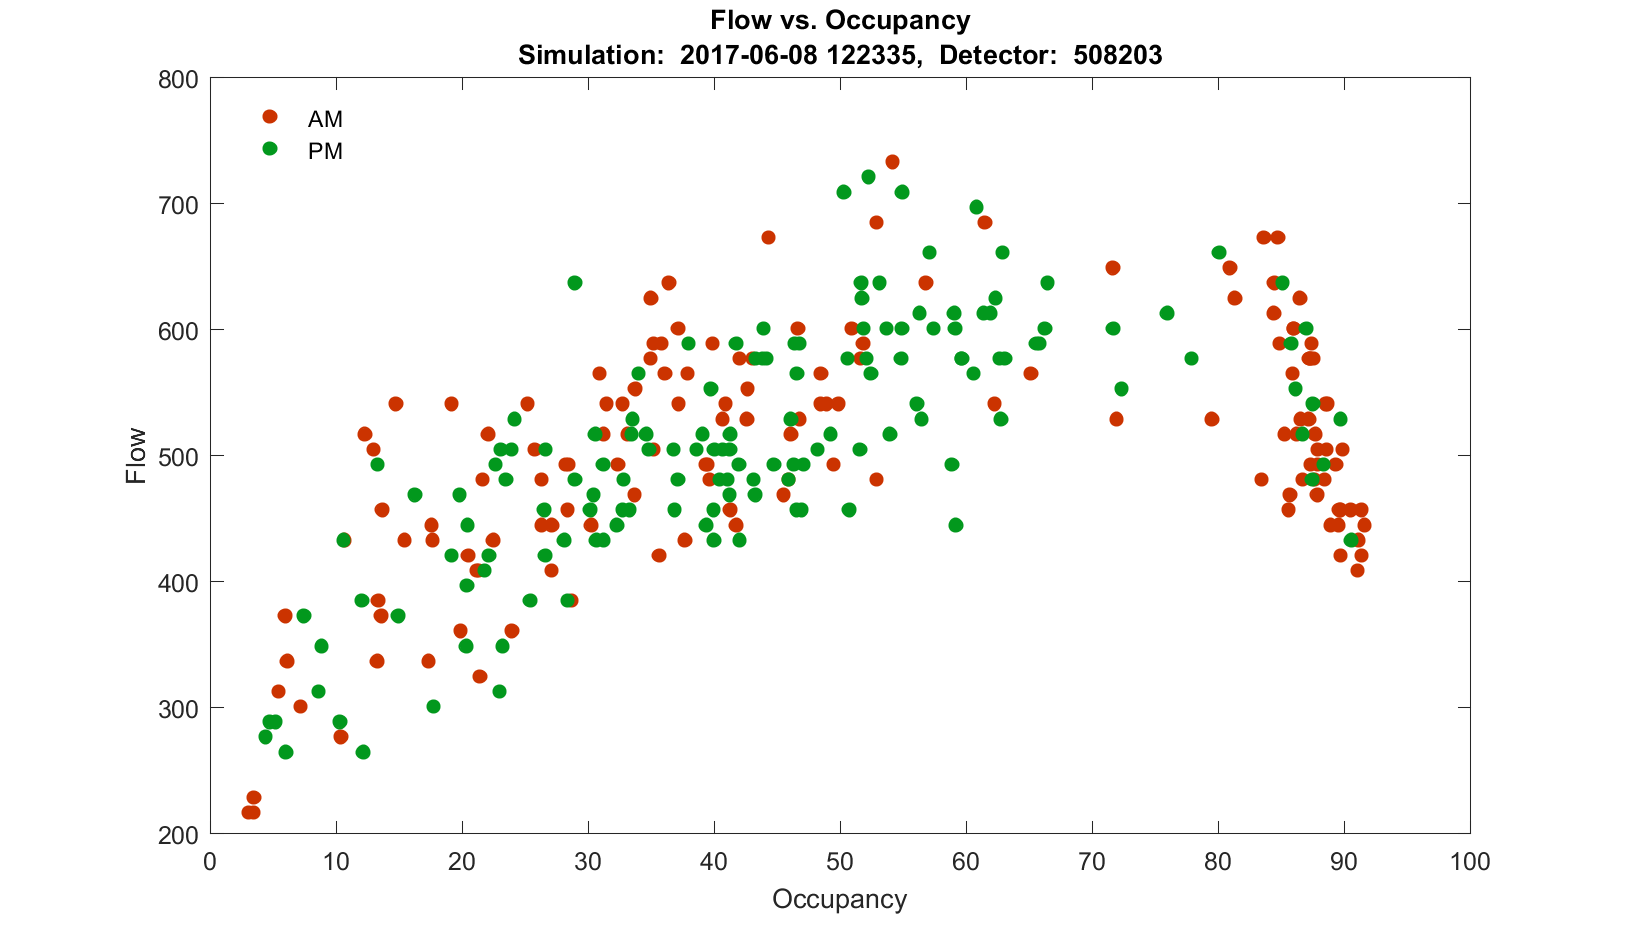 Flow vs. Occupancy
Simulation:  2017-06-08 122335,  Detector:  508203
800
700
600
500
400
300
200
Flow
AM
PM
0 10 20 30 40 50 60 70 80 90 100
Occupancy